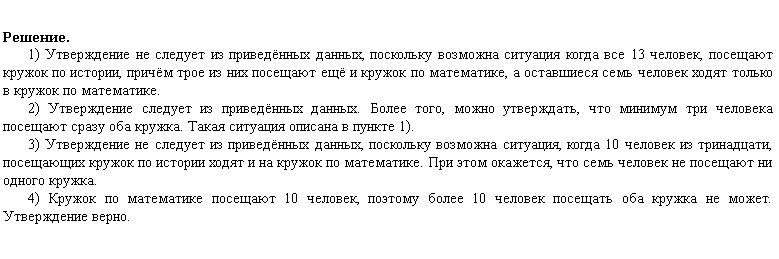 Решение.
1) Утверждение не следует из приведённых данных, поскольку возможна ситуация когда все 13 человек, посещают
кружок по истории, причём трое из них посещают ещё и кружок по математике, а оставшиеся семь человек ходят только
в кружок по математике.
2) Утверждение следует из приведённых данных. Более того, можно утверждать, что минимум три человека
посещают сразу оба кружка. Такая ситуация описана в пункте 1).
3) Утверждение не следует из приведённых данных, поскольку возможна ситуация, когда 10 человек из тринадцати,
посещающих кружок по истории ходят и на кружок по математике. При этом окажется, что семь человек не посещают ни
одного кружка.
4) Кружок по математике посещают 10 человек, поэтому более 10 человек посещать оба кружка не может.
Утверждение верно.